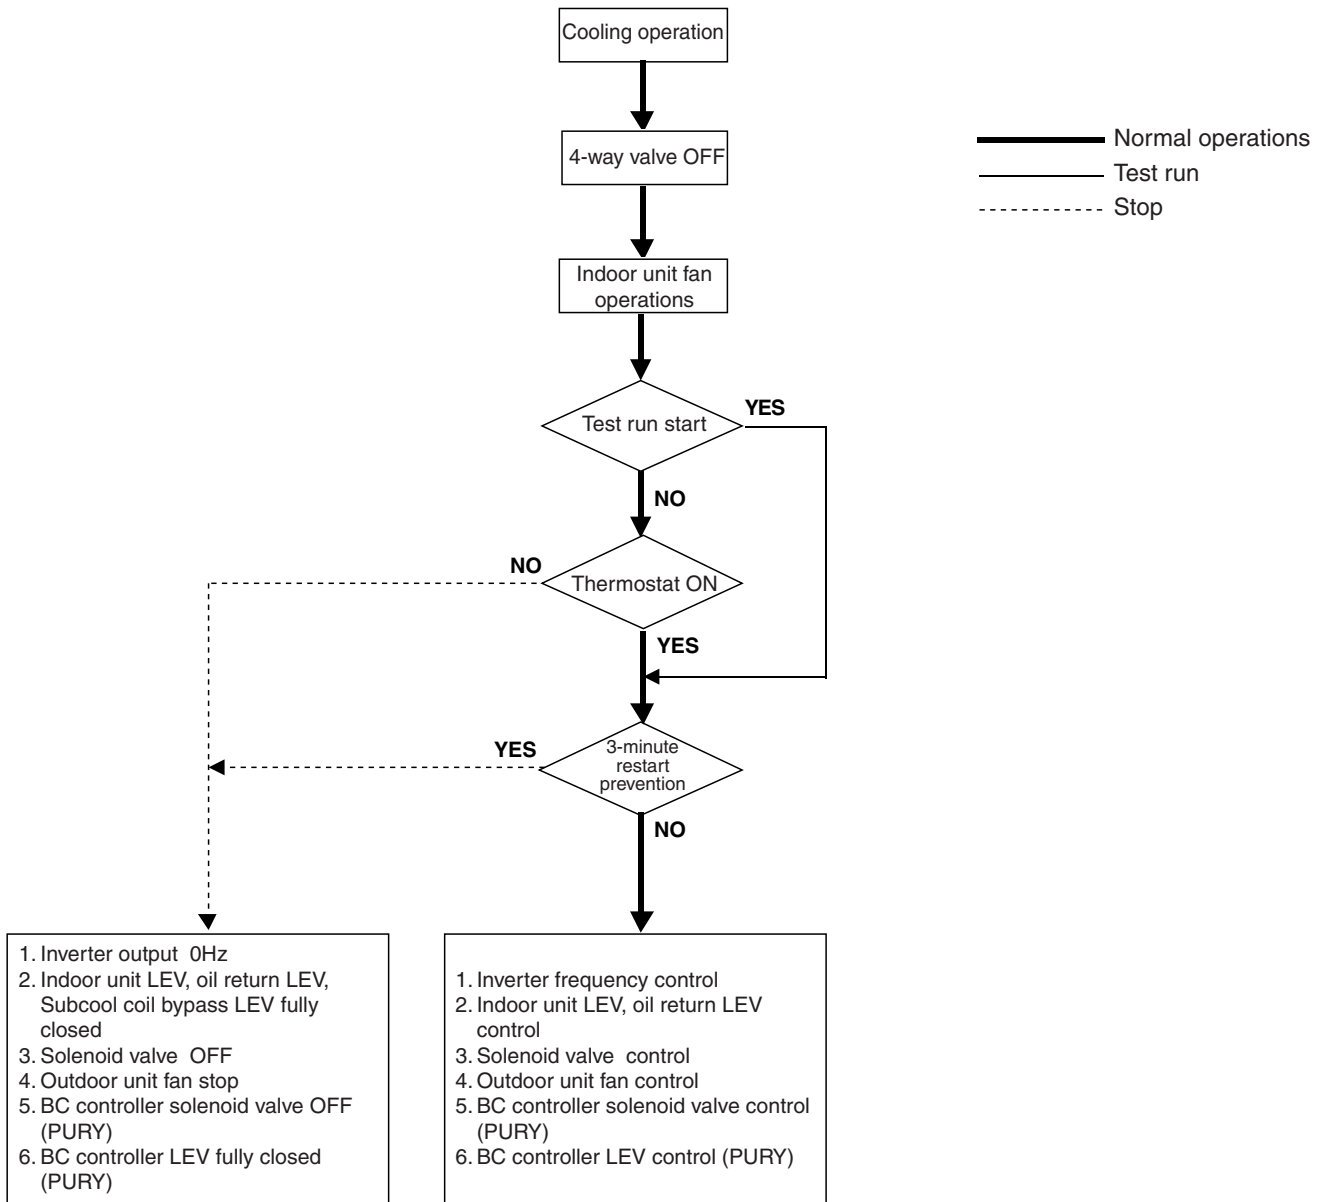 Cooling operation
Normal operations
4-way valve OFF
Test run
Stop
Indoor unit fan
operations
YES
Test run start
NO
NO
Thermostat ON
YES
YES
3-minute
restart
prevention
NO
1. Inverter output 0Hz
2. Indoor unit LEV, oil return LEV,
Subcool coil bypass LEV fully
closed
3. Solenoid valve OFF
4. Outdoor unit fan stop
5. BC controller solenoid valve OFF
(PURY)
6. BC controller LEV fully closed
(PURY)
1. Inverter frequency control
2. Indoor unit LEV, oil return LEV
control
3. Solenoid valve control
4. Outdoor unit fan control
5. BC controller solenoid valve control
(PURY)
6. BC controller LEV control (PURY)